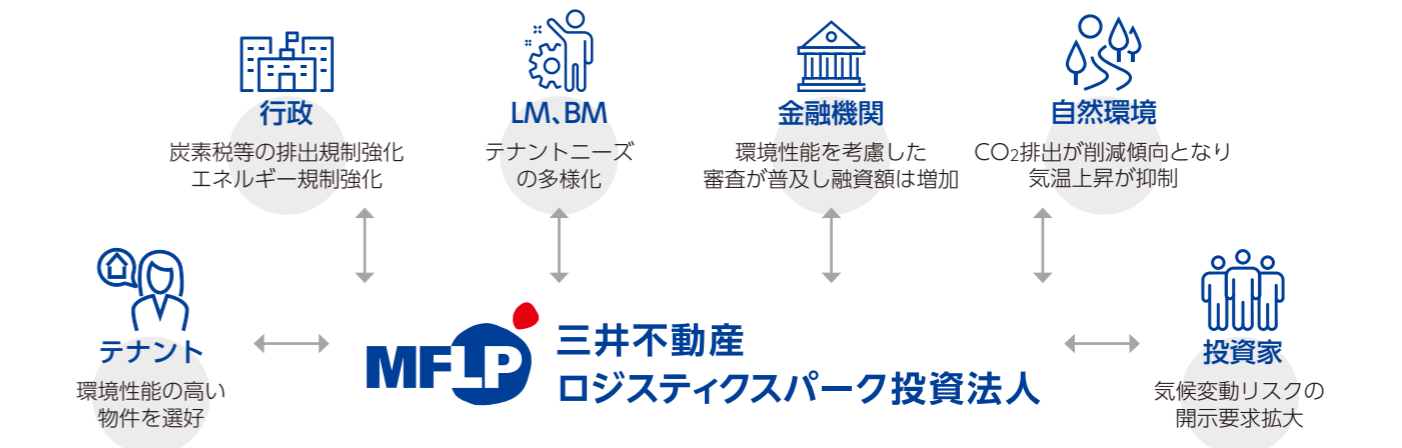 行政
炭素税等の排出規制強化
エネルギー規制強化
LM、BM
テナントニーズ
の多様化
金融機関
環境性能を考慮した
審査が普及し融資額は増加
自然環境
CO2排出が削減傾向となり
気温上昇が抑制
テナント
環境性能の高い
物件を選好
MFLP
三井不動産
ロジスティクスパーク投資法人
投資家
気候変動リスクの
開示要求拡大